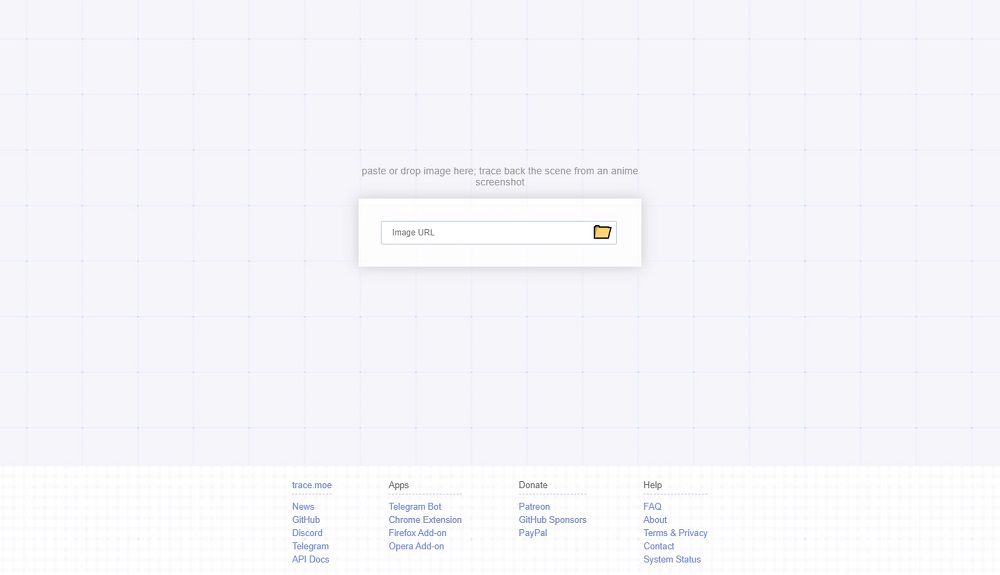 paste or drop image here; trace back the scene from an anime
screenshot
Image URL
trace.moe
News
GitHub
Discord
Telegram
API Docs
Apps
Telegram Bot
Chrome Extension
Firefox Add-on
Opera Add-on
Donate
Patreon
GitHub Sponsors
PayPal
Help
FAQ
About
Terms & Privacy
Contact
System Status